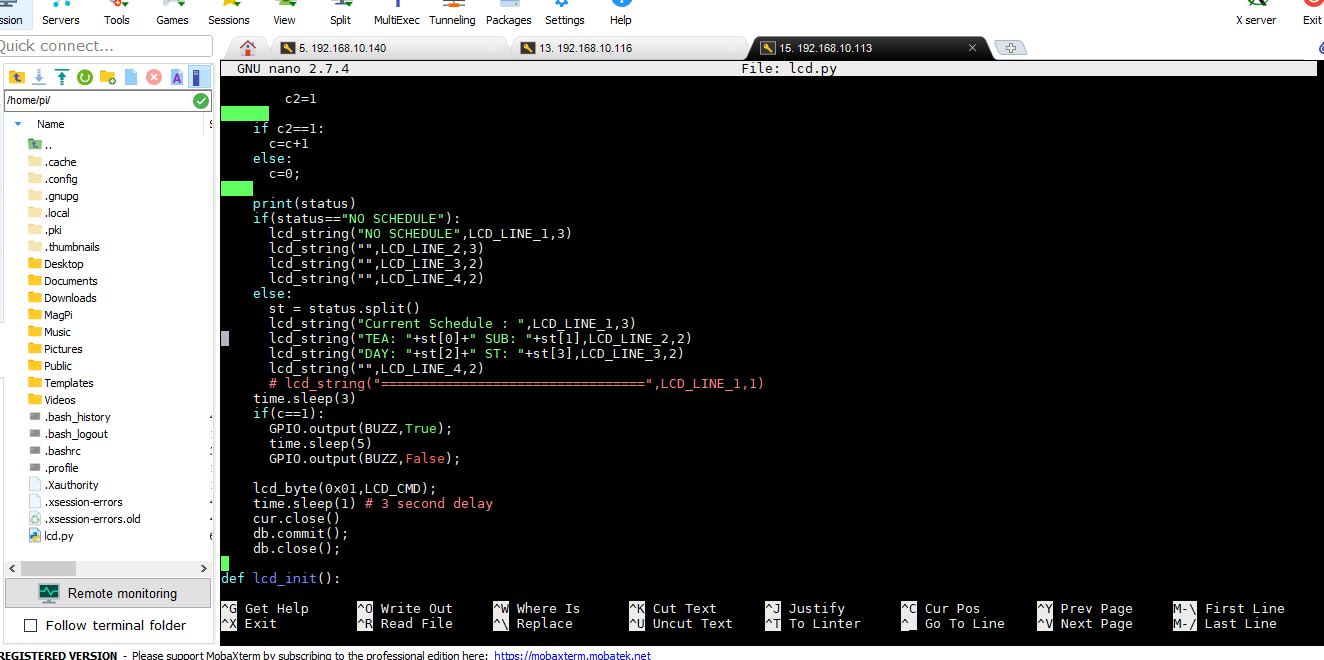 ssion Servers Tools Games Sessions View Split MultiExec Tunneling Packages Settings Help X server Exit
Quick connect...
5. 192.168.10.140
13. 192.168.10.116
15. 192.168.10.113
/home/pi/
Name
..
.cache
.config
.gnupg
.local
.pki
.thumbnails
Desktop
Documents
Downloads
MagPi
Music
Pictures
Public
Templates
Videos
.bash_history
.bash_logout
.bashrc
.profile
.Xauthority
.xsession-errors
.xsession-errors.old
lcd.py
Remote monitoring
Follow terminal folder
GNU nano 2.7.4 File: lcd.py
c2=1
if c2==1:
c=c+1
else:
c=0;
print(status)
if(status=="NO SCHEDULE"):
lcd_string("NO SCHEDULE",LCD_LINE_1,3)
lcd_string("",LCD_LINE_2,3)
lcd_string("",LCD_LINE_3,2)
lcd_string("",LCD_LINE_4,2)
else:
st = status.split()
lcd_string("Current Schedule : ",LCD_LINE_1,3)
lcd_string("TEA: "+st[0]+" SUB: "+st[1],LCD_LINE_2,2)
lcd_string("DAY: "+st[2]+" ST: "+st[3],LCD_LINE_3,2)
lcd_string("",LCD_LINE_4,2)
# lcd_string("=================================",LCD_LINE_1,1)
time.sleep(3)
if(c==1):
GPIO.output(BUZZ,True);
time.sleep(5)
GPIO.output(BUZZ,False);
lcd_byte(0x01,LCD_CMD);
time.sleep(1) # 3 second delay
cur.close()
db.commit();
db.close();
def lcd_init():
^G Get Help ^O Write Out ^W Where Is ^K Cut Text ^J Justify ^C Cur Pos ^Y Prev Page M-\ First Line
^X Exit ^R Read File ^\ Replace ^U Uncut Text ^T To Linter ^_ Go To Line ^V Next Page M-/ Last Line
REGISTERED VERSION - Please support MobaXterm by subscribing to the professional edition here: https://mobaxterm.mobatek.net